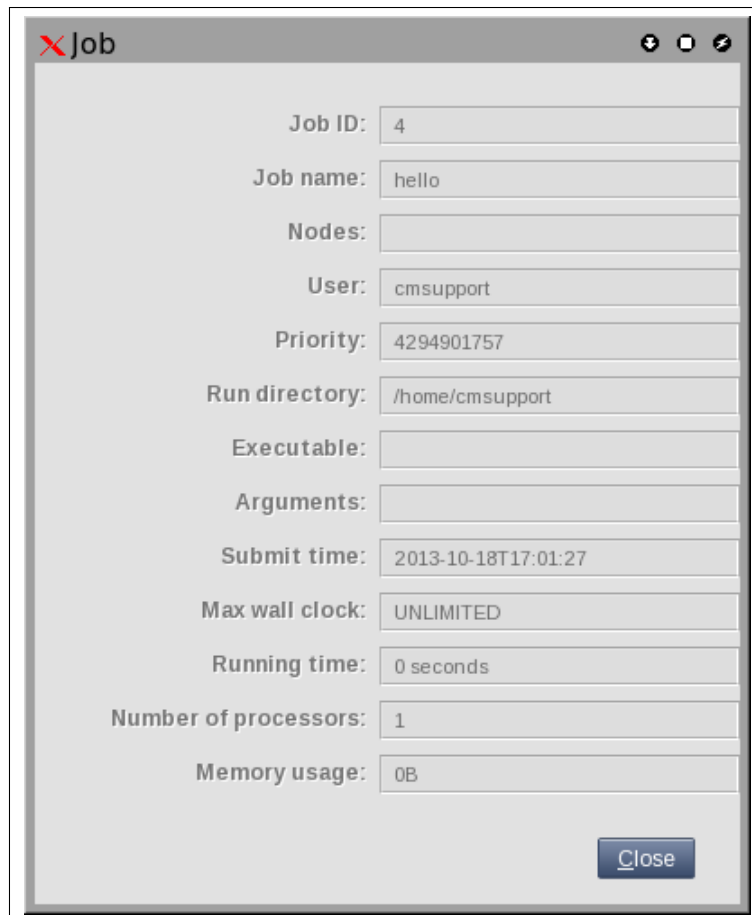 Job
Job ID: 4
Job name: hello
Nodes:
User: cmsupport
Priority: 4294901757
Run directory: /home/cmsupport
Executable:
Arguments:
Submit time: 2013-10-18T17:01:27
Max wall clock: UNLIMITED
Running time: 0 seconds
Number of processors: 1
Memory usage: 0B
Close